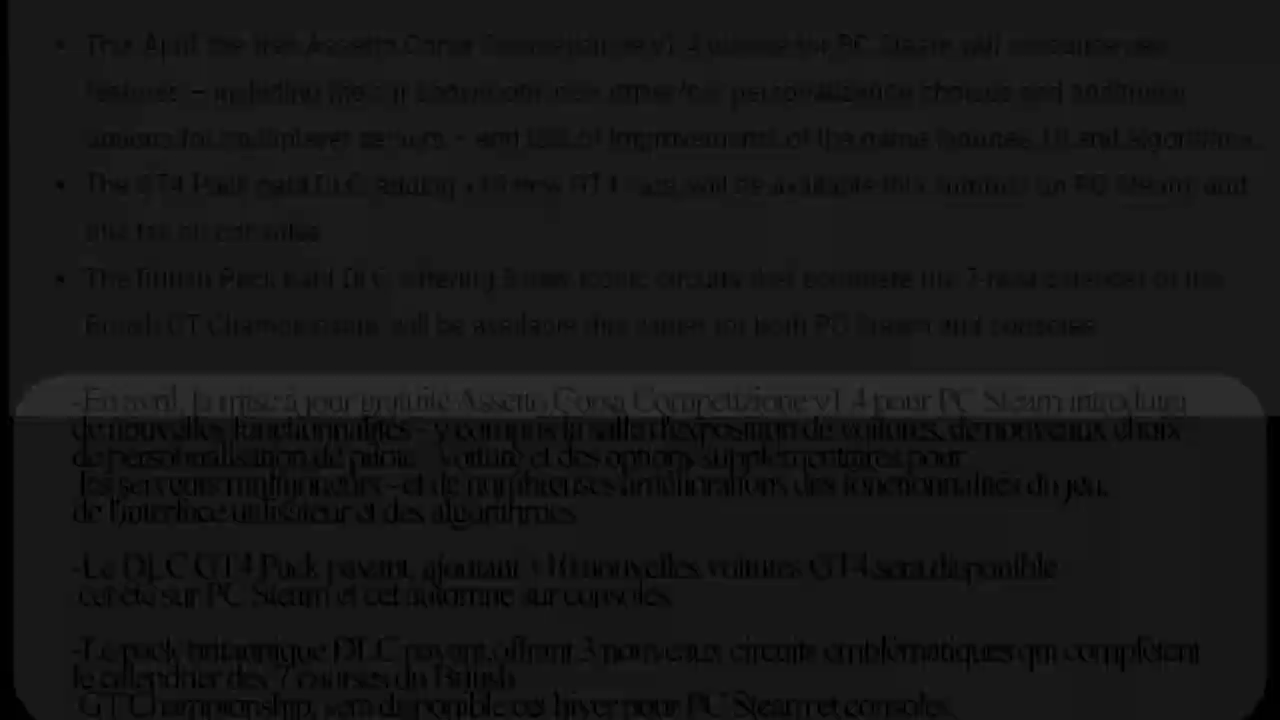 This April, the free Assetto Corsa Competizione v1.4 update for PC Steam will introduce new
features – including the car showroom, new driver/car personalization choices and additional
options for multiplayer servers – and lots of improvements of the game features, UI and algorithms.
The GT4 Pack paid DLC, adding +10 new GT4 cars, will be available this summer on PC Steam, and
this fall on consoles.
The British Pack paid DLC, offering 3 new iconic circuits that complete the 7-race calendar of the
British GT Championship, will be available this winter for both PC Steam and consoles.
-En avril, la mise à jour gratuite Assetto Corsa Competizione v1.4 pour PC Steam introduira
de nouvelles fonctionnalités - y compris la salle d'exposition de voitures, de nouveaux choix
de personnalisation de pilote / voiture et des options supplémentaires pour
les serveurs multijoueurs - et de nombreuses améliorations des fonctionnalités du jeu,
de l'interface utilisateur et des algorithmes.
-Le DLC GT4 Pack payant, ajoutant +10 nouvelles voitures GT4 sera disponible
cet été sur PC Steam et cet automne sur consoles.
-Le pack britannique DLC payant, offrant 3 nouveaux circuits emblématiques qui complètent
le calendrier des 7 courses du British
GT Championship, sera disponible cet hiver pour PC Steam et consoles.